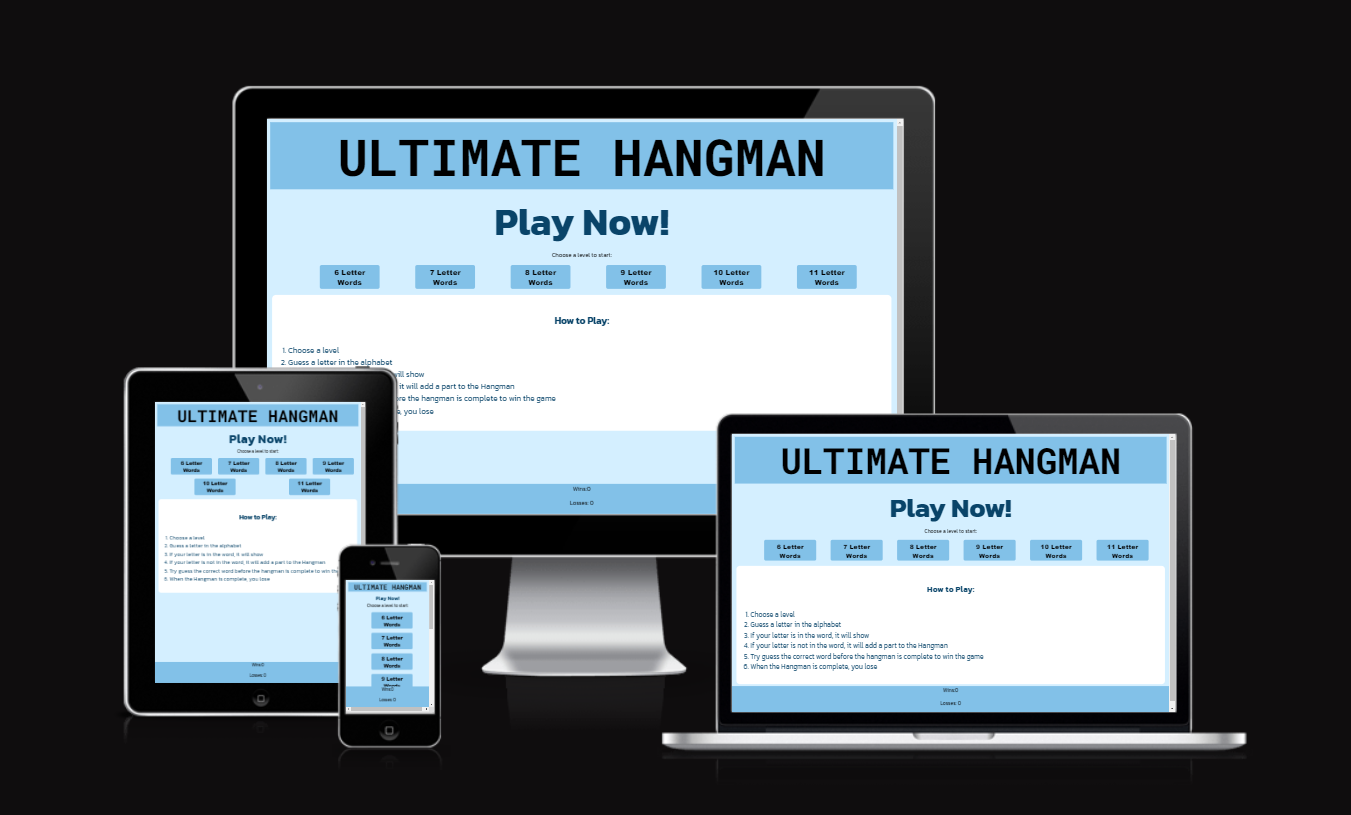 ULTIMATE HANGMAN
Play Now!
Choose a level to start:
6 Letter
Words
7 Letter
Words
8 Letter
Words
9 Letter
Words
10 Letter
Words
11 Letter
Words
How to Play:
1. Choose a level
2. Guess a letter in the alphabet
will show
it will add a part to the Hangman
the hangman is complete to win the game
you lose
Wins:0
Losses: 0
ULTIMATE HANGMAN
Play Now!
Choose a level to start:
6 Letter
Words
7 Letter
Words
8 Letter
Words
9 Letter
Words
10 Letter
Words
11 Letter
Words
How to Play:
1. Choose a level
2. Guess a letter in the alphabet
3. If your letter is in the word, it will show
4. If your letter is not in the word, it will add a part to the Hangman
5. Try guess the correct word before the hangman is complete to win
6. When the Hangman is complete, you lose
Wins:0
Losses: 0
ULTIMATE HANGMAN
Play Now!
Choose a level to start:
6 Letter
Words
7 Letter
Words
8 Letter
Words
9 Letter
Words
Wins:0
Losses: 0
ULTIMATE HANGMAN
Play Now!
Choose a level to start:
6 Letter
Words
7 Letter
Words
8 Letter
Words
9 Letter
Words
10 Letter
Words
11 Letter
Words
How to Play:
1. Choose a level
2. Guess a letter in the alphabet
3. If your letter is in the word, it will show
4. If your letter is not in the word, it will add a part to the Hangman
5. Try guess the correct word before the hangman is complete to win the game
6. When the Hangman is complete, you lose
Wins:0
Losses: 0